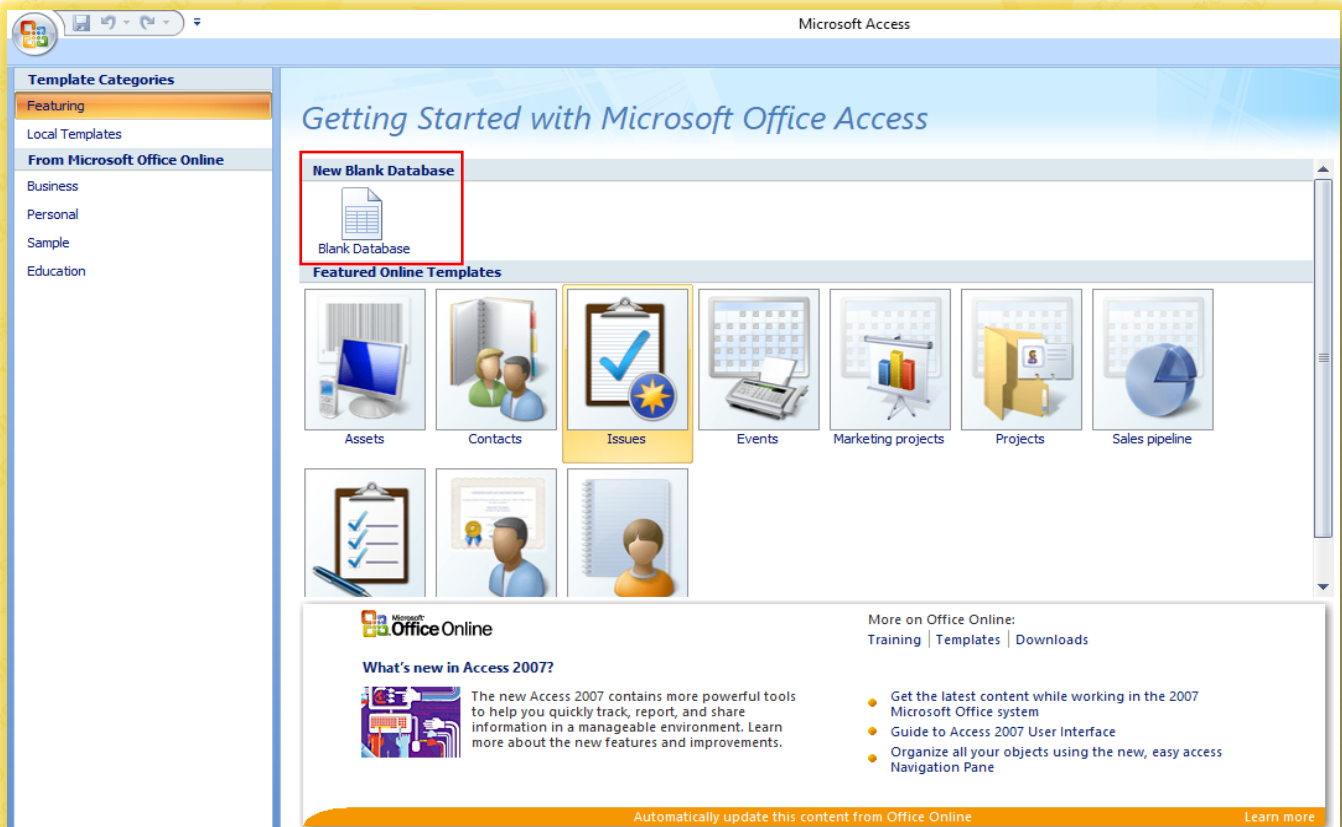 Microsoft Access
Template Categories
Featuring
Local Templates
From Microsoft Office Online
Business
Personal
Sample
Education
Getting Started with Microsoft Office Access
New Blank Database
Blank Database
Featured Online Templates
Assets
Contacts
Issues
Events
Marketing projects
Projects
Sales pipeline
Microsoft
Office Online
What's new in Access 2007?
The new Access 2007 contains more powerful tools
to help you quickly track, report, and share
information in a manageable environment. Learn
more about the new features and improvements.
More on Office Online:
Training | Templates | Downloads
Get the latest content while working in the 2007
Microsoft Office system
Guide to Access 2007 User Interface
Organize all your objects using the new, easy access
Navigation Pane
Automatically update this content from Office Online
Learn more